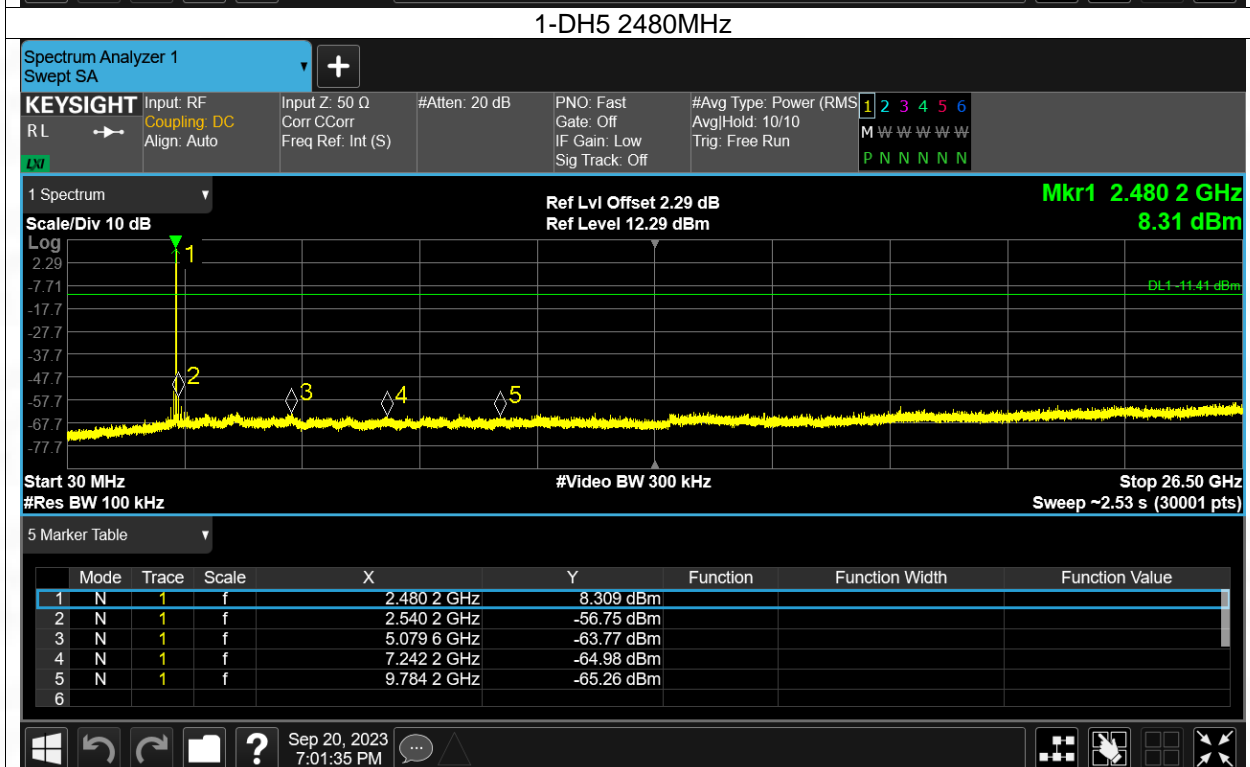 1-DH5 2480MHz
Spectrum Analyzer 1
Swept SA
KEYSIGHT
R L
LXI
Input: RF
Coupling: DC
Align: Auto
Input Z: 50 Ω
Corr CCorr
Freq Ref: Int (S)
#Atten: 20 dB
PNO: Fast
Gate: Off
IF Gain: Low
Sig Track: Off
#Avg Type: Power (RMS
Avg|Hold: 10/10
Trig: Free Run
1 2 3 4 5 6
M W W W W W
P N N N N N
1 Spectrum
Scale/Div 10 dB
Ref Lvl Offset 2.29 dB
Ref Level 12.29 dBm
Mkr1 2.480 2 GHz
8.31 dBm
Log
2.29
-7.71
-17.7
-27.7
-37.7
-47.7
-57.7
-67.7
-77.7
DL1 -11.41 dBm
1
2
3
4
5
Start 30 MHz
#Video BW 300 kHz
Stop 26.50 GHz
#Res BW 100 kHz
Sweep ~2.53 s (30001 pts)
5 Marker Table
Mode Trace Scale X Y Function Function Width Function Value
1 N 1 f 2.480 2 GHz 8.309 dBm
2 N 1 f 2.540 2 GHz -56.75 dBm
3 N 1 f 5.079 6 GHz -63.77 dBm
4 N 1 f 7.242 2 GHz -64.98 dBm
5 N 1 f 9.784 2 GHz -65.26 dBm
6
?
Sep 20, 2023
7:01:35 PM